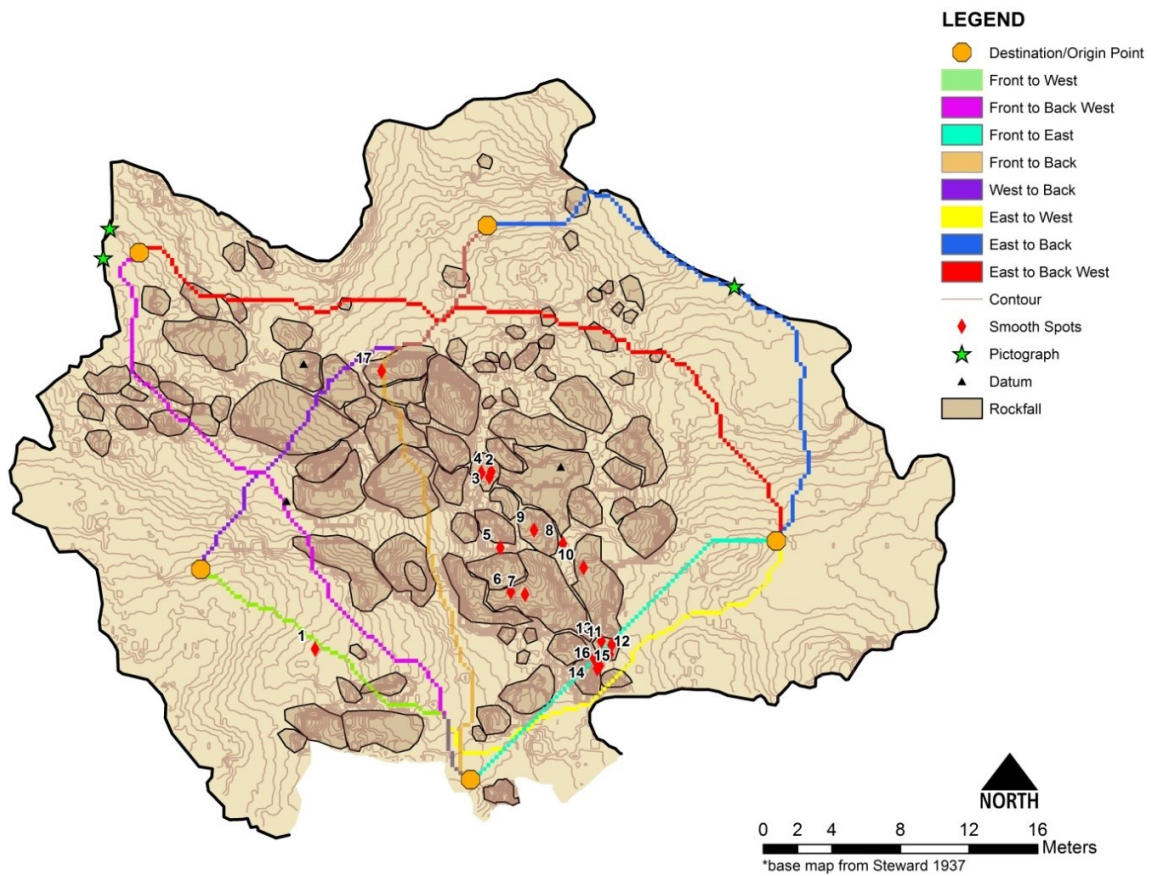 LEGEND
Destination/Origin Point
Front to West
Front to Back West
Front to East
Front to Back
West to Back
East to West
East to Back
East to Back West
Contour
Smooth Spots
Pictograph
Datum
Rockfall
17
4 2
3
9
5 8
10
6 7
1
13 11
12
16 15
14
NORTH
0 2 4 8 12 16
Meters
*base map from Steward 1937